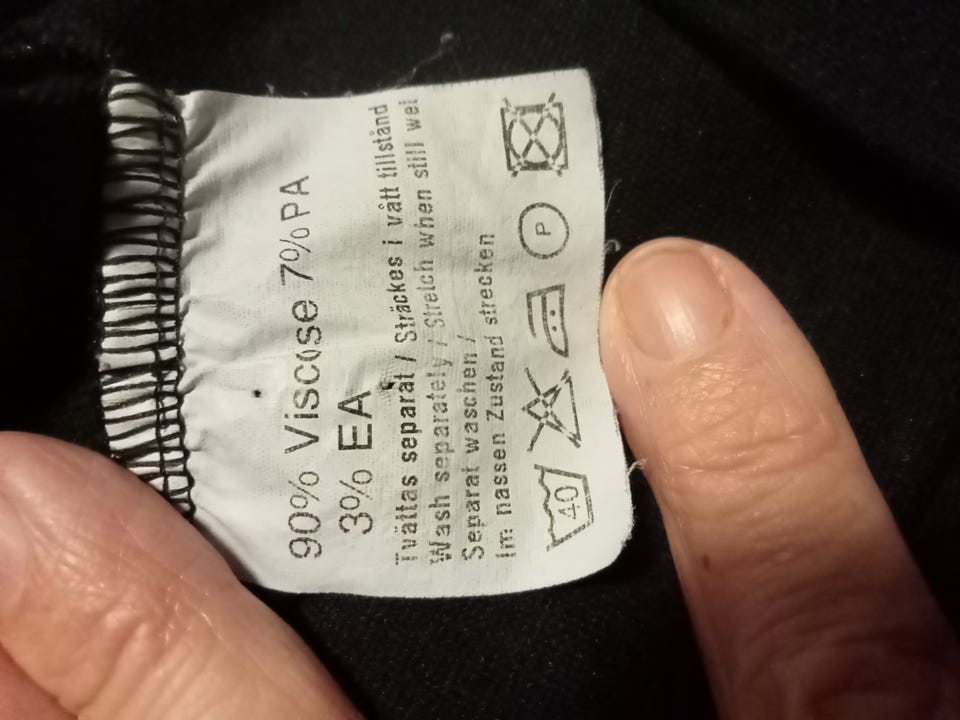 90% Viscose 7% PA
3% EA
Tvättas separat / Sträckes i vått tillstånd
Wash separately / Stretch when still wet
Separat waschen /
Im nassen Zustand strecken
40 P